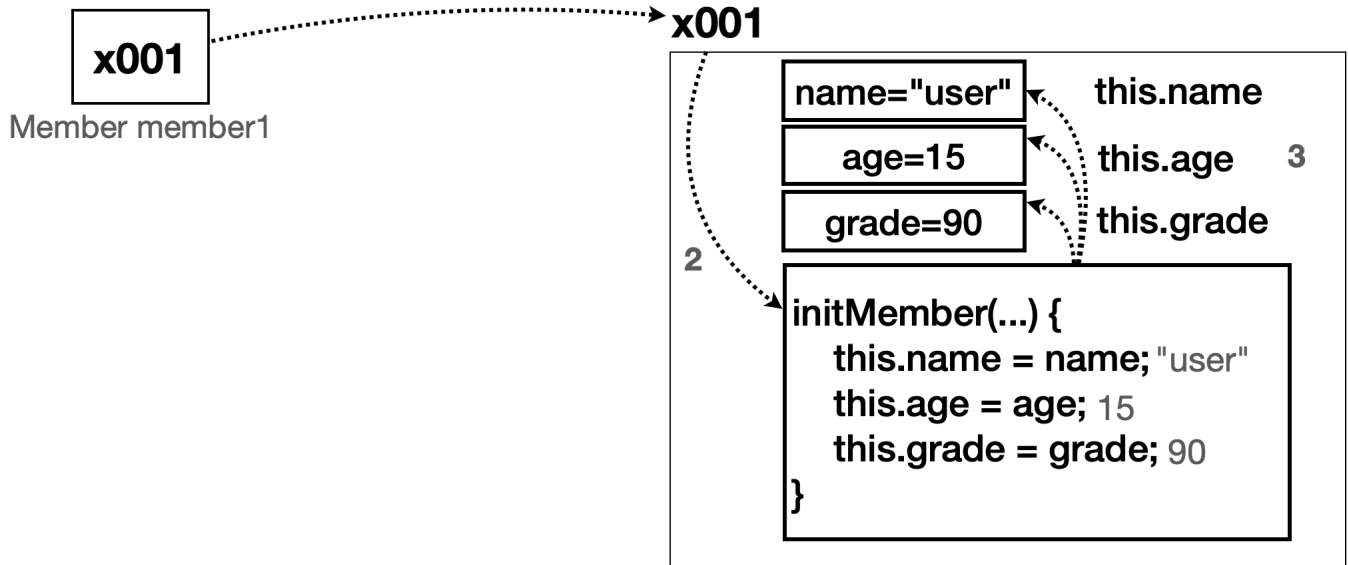 x001
Member member1
x001
name="user"
this.name
age=15
this.age
3
grade=90
this.grade
2
initMember(...) {
this.name = name; "user"
this.age = age; 15
this.grade = grade; 90
}